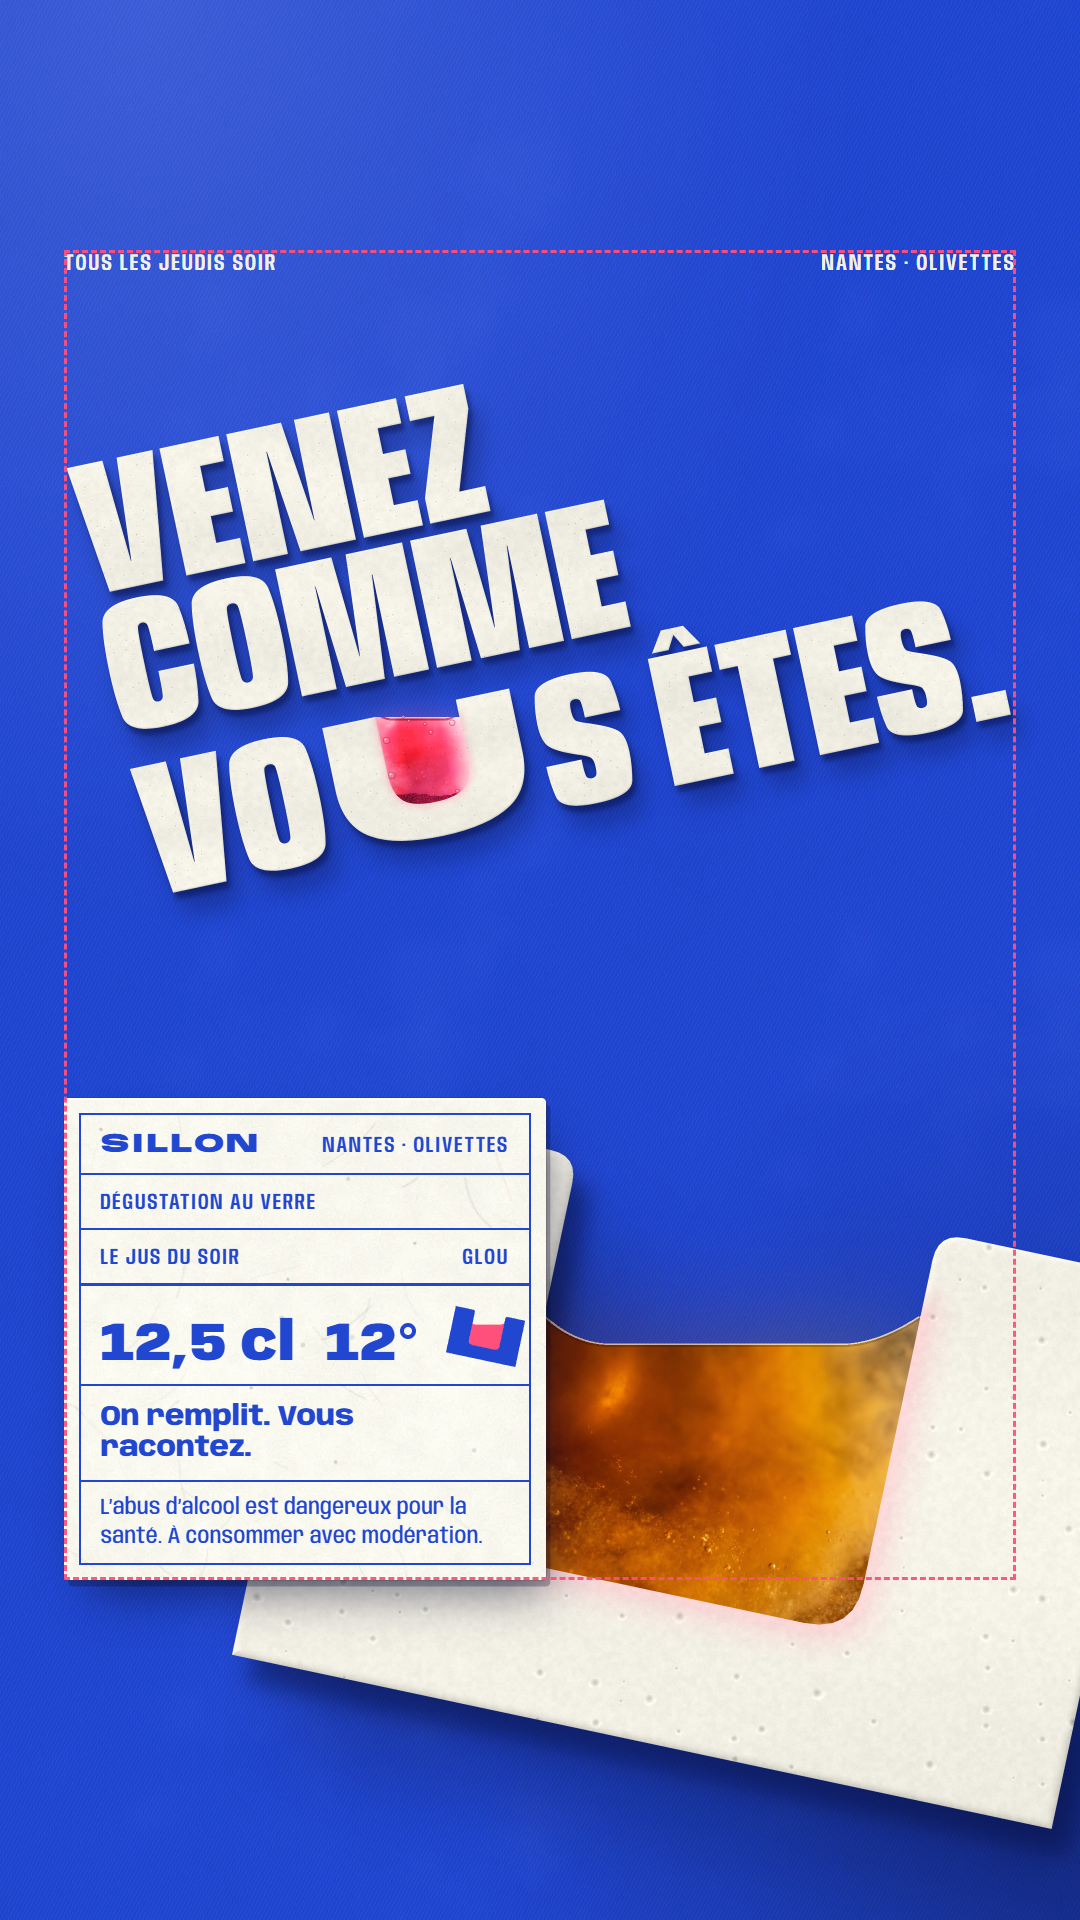 TOUS LES JEUDIS SOIR
NANTES · OLIVETTES
VENEZ
COMME
VOUS ÊTES.
SILLON
NANTES · OLIVETTES
DÉGUSTATION AU VERRE
LE JUS DU SOIR
GLOU
12,5 cl 12°
On remplit. Vous
racontez.
L'abus d'alcool est dangereux pour la
santé. À consommer avec modération.